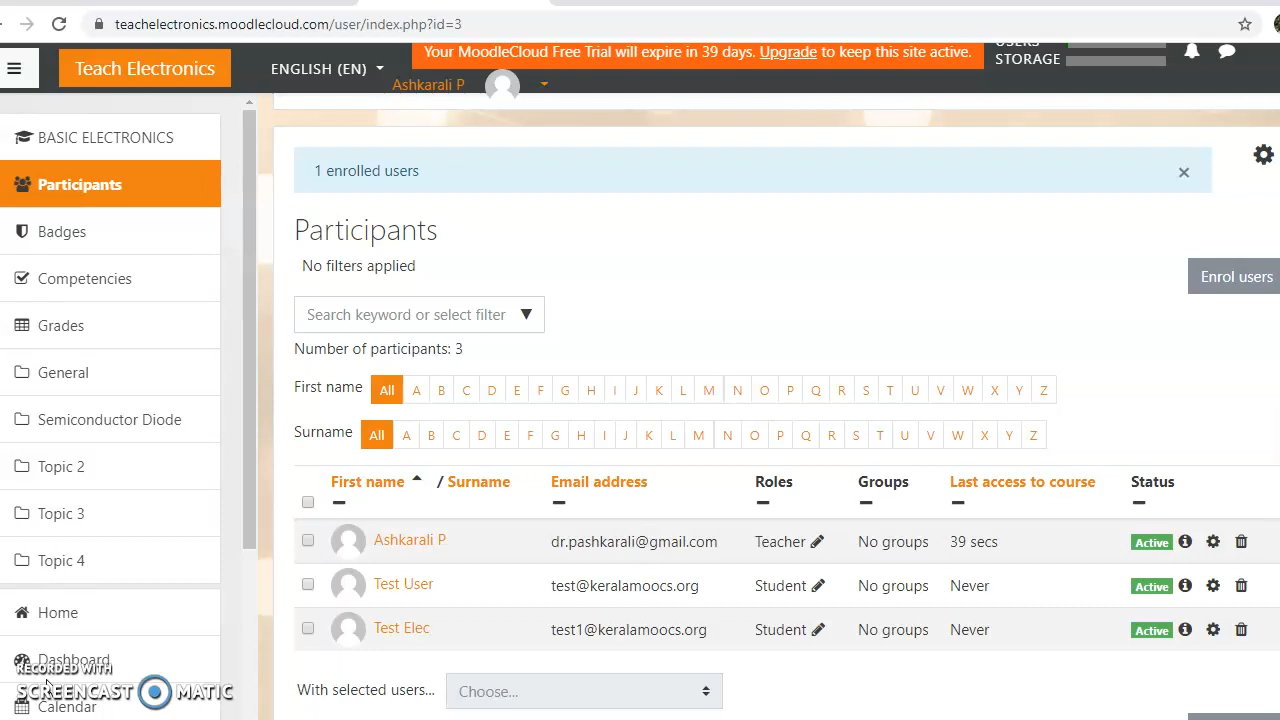 teachelectronics.moodlecloud.com/user/index.php?id=3
Your MoodleCloud Free Trial will expire in 39 days. Upgrade to keep this site active.
USERS
STORAGE
Teach Electronics
ENGLISH (EN)
Ashkarali P
BASIC ELECTRONICS
Participants
Badges
Competencies
Grades
General
Semiconductor Diode
Topic 2
Topic 3
Topic 4
Home
Dashboard
Calendar
RECORDED WITH
SCREENCAST MATIC
1 enrolled users ×
Participants
No filters applied
Enrol users
Search keyword or select filter ▼
Number of participants: 3
First name All A B C D E F G H I J K L M N O P Q R S T U V W X Y Z
Surname All A B C D E F G H I J K L M N O P Q R S T U V W X Y Z
First name / Surname Email address Roles Groups Last access to course Status
Ashkarali P dr.pashkarali@gmail.com Teacher No groups 39 secs Active
Test User test@keralamoocs.org Student No groups Never Active
Test Elec test1@keralamoocs.org Student No groups Never Active
With selected users... Choose...